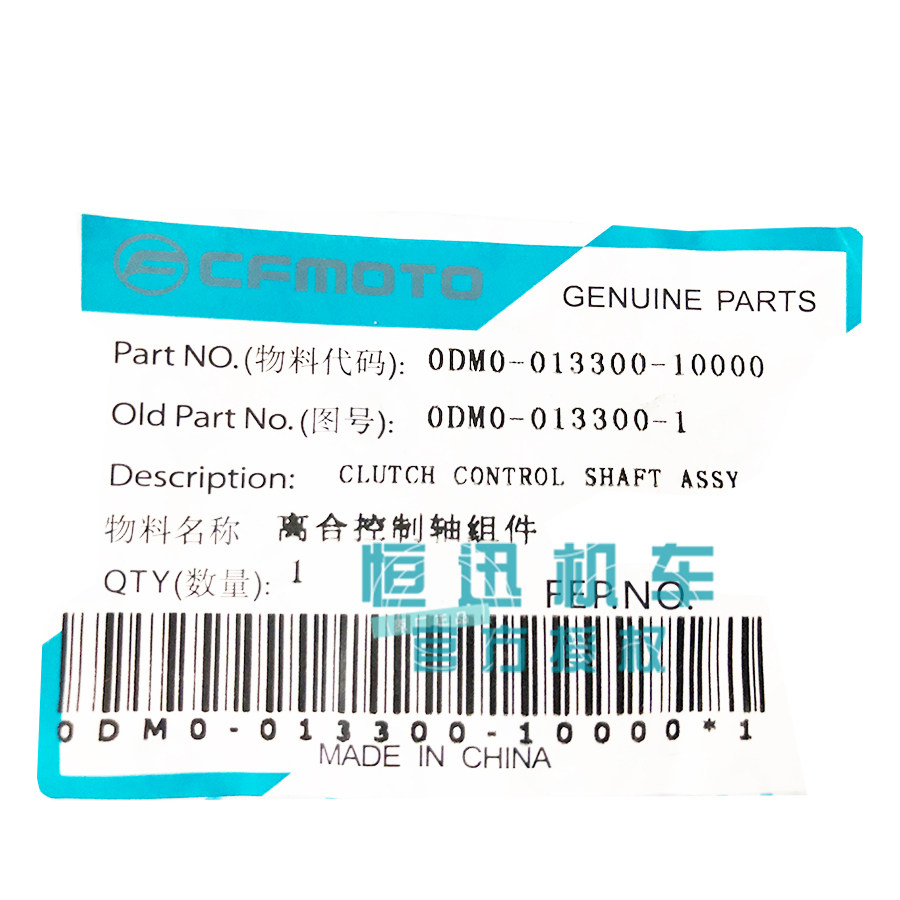 CFMOTO
GENUINE PARTS
Part NO.(物料代码): 0DM0-013300-10000
Old Part No.(图号): 0DM0-013300-1
Description: CLUTCH CONTROL SHAFT ASSY
物料名称 离合控制轴组件
QTY(数量): 1
恒迅机车
FEP.NO.
官方授权
0DM0-013300-10000*1
MADE IN CHINA